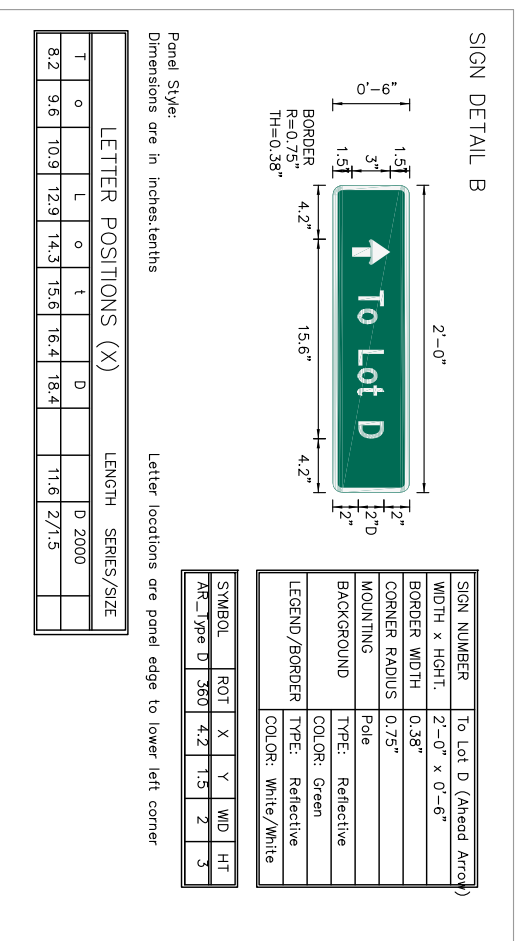 SIGN DETAIL B
2'-0"
0'-6"
1.5"
3"
1.5"
To Lot D
2"
2"D
2"
BORDER
R=0.75"
TH=0.38"
4.2"
15.6"
4.2"
SIGN NUMBER To Lot D (Ahead Arrow)
WIDTH x HGHT. 2'-0" x 0'-6"
BORDER WIDTH 0.38"
CORNER RADIUS 0.75"
MOUNTING Pole
BACKGROUND TYPE: Reflective
COLOR: Green
LEGEND/BORDER TYPE: Reflective
COLOR: White/White
SYMBOL ROT X Y WID HT
AR_Type D 360 4.2 1.5 2 3
Panel Style:
Dimensions are in inches.tenths
Letter locations are panel edge to lower left corner
LETTER POSITIONS (X) LENGTH SERIES/SIZE
T o L o t D D 2000
8.2 9.6 10.9 12.9 14.3 15.6 16.4 18.4 11.6 2/1.5